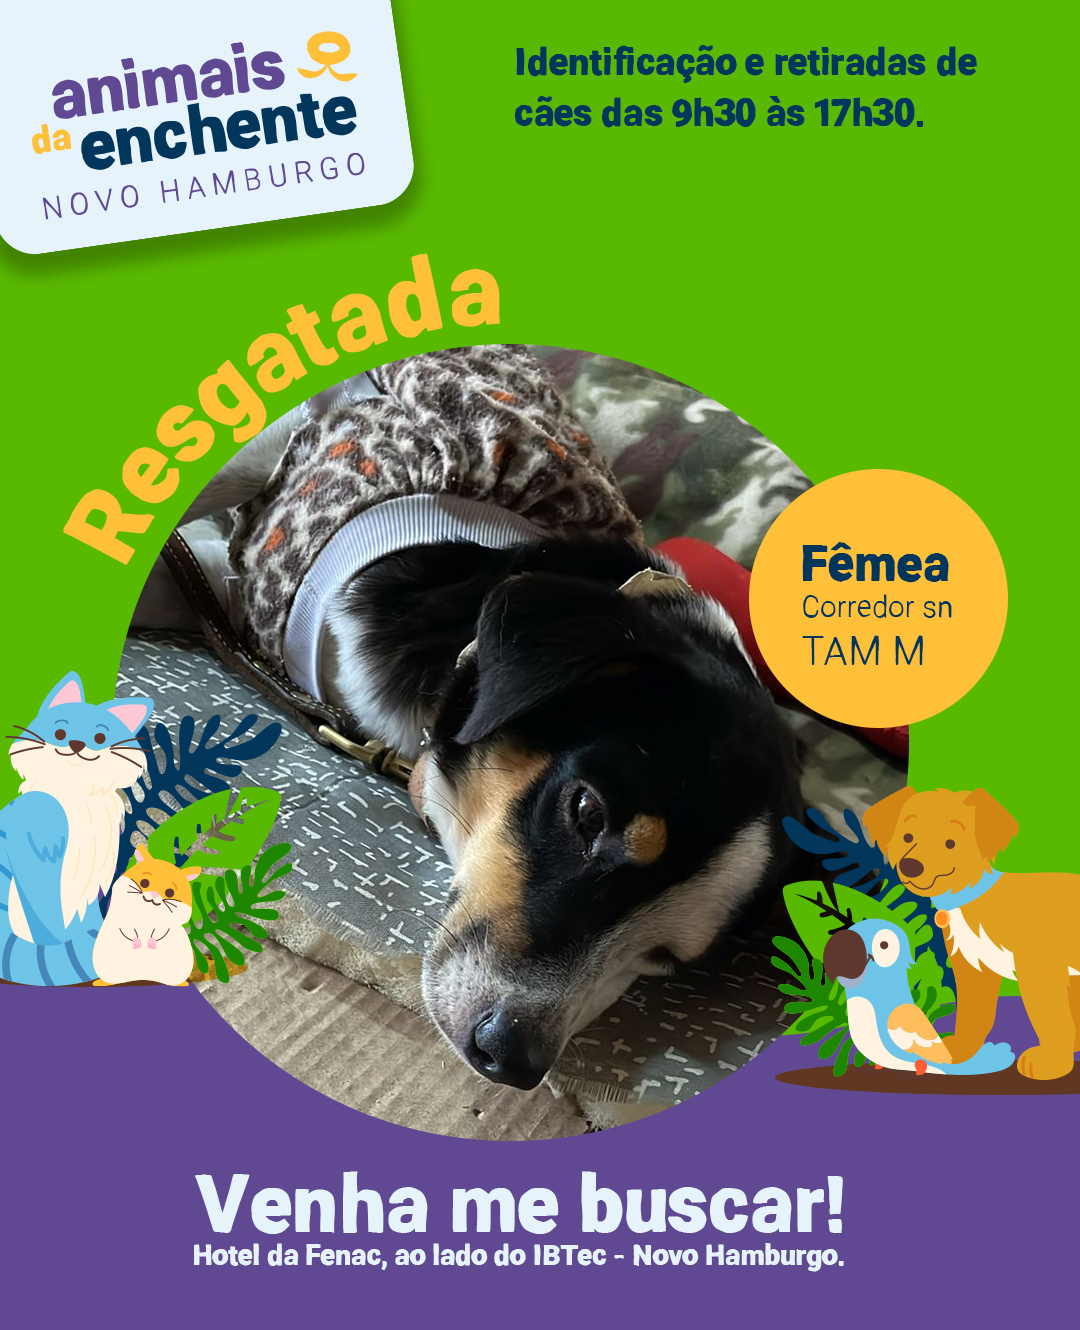 animais
da enchente
NOVO HAMBURGO
Identificação e retiradas de
cães das 9h30 às 17h30.
Resgatada
Fêmea
Corredor sn
TAM M
Venha me buscar!
Hotel da Fenac, ao lado do IBTec - Novo Hamburgo.